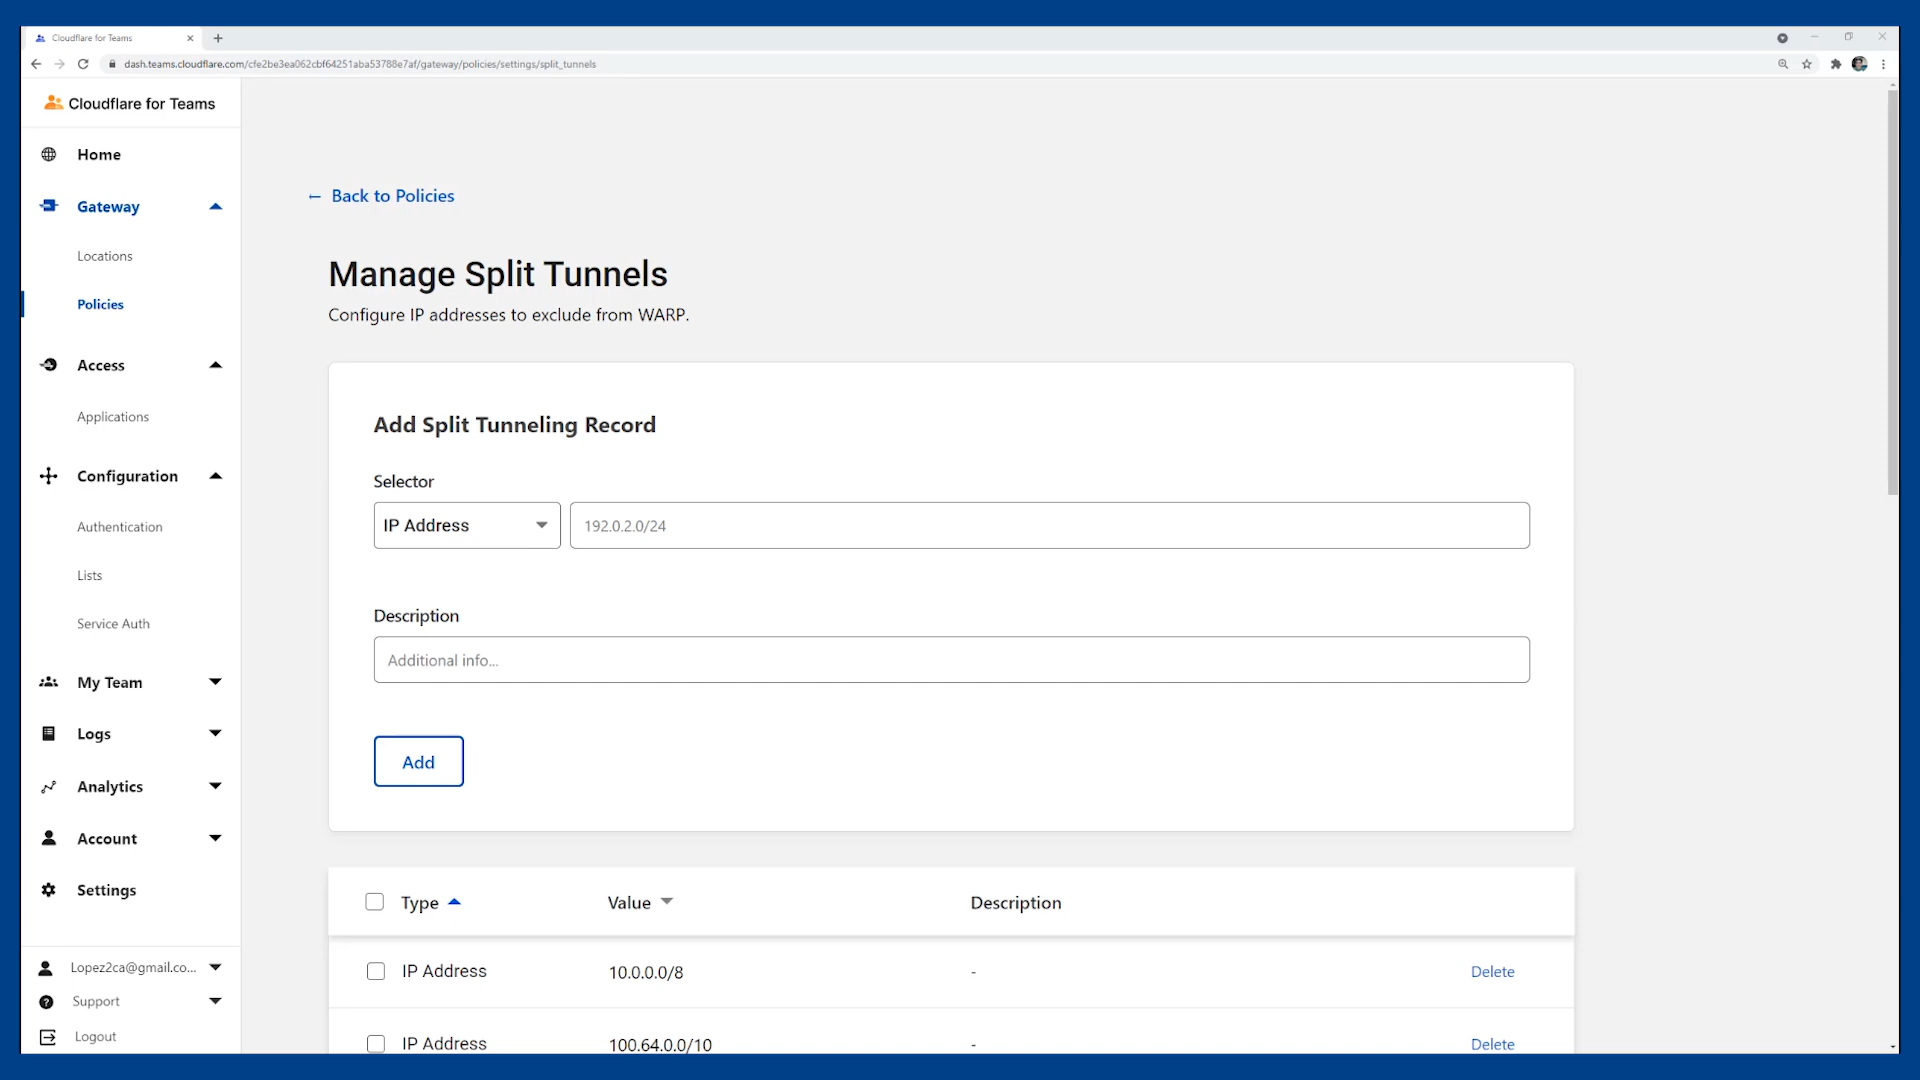 Cloudflare for Teams
dash.teams.cloudflare.com/cfe2be3ea062cbf64251aba53788e7af/gateway/policies/settings/split_tunnels
Cloudflare for Teams
Home
Gateway
Locations
Policies
Access
Applications
Configuration
Authentication
Lists
Service Auth
My Team
Logs
Analytics
Account
Settings
Lopez2ca@gmail.co...
Support
Logout
← Back to Policies
Manage Split Tunnels
Configure IP addresses to exclude from WARP.
Add Split Tunneling Record
Selector
IP Address 192.0.2.0/24
Description
Additional info...
Add
Type Value Description
IP Address 10.0.0.0/8 - Delete
IP Address 100.64.0.0/10 - Delete